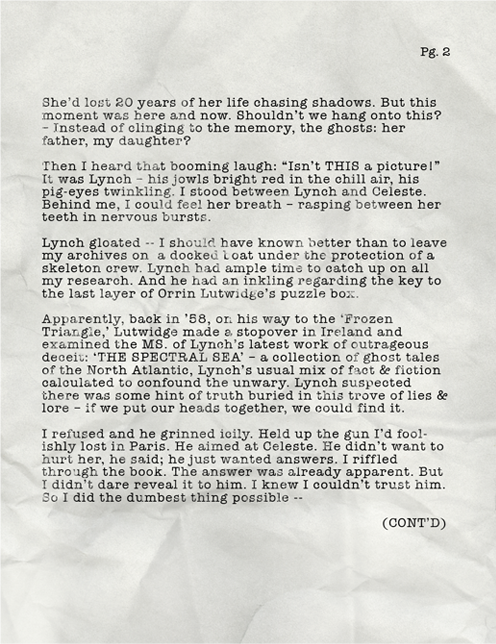 Pg. 2
She'd lost 20 years of her life chasing shadows. But this
moment was here and now. Shouldn't we hang onto this?
– Instead of clinging to the memory, the ghosts: her
father, my daughter?
Then I heard that booming laugh: “Isn't THIS a picture!”
It was Lynch – his jowls bright red in the chill air, his
pig-eyes twinkling. I stood between Lynch and Celeste.
Behind me, I could feel her breath – rasping between her
teeth in nervous bursts.
Lynch gloated -- I should have known better than to leave
my archives on a docked boat under the protection of a
skeleton crew. Lynch had ample time to catch up on all
my research. And he had an inkling regarding the key to
the last layer of Orrin Lutwidge's puzzle box.
Apparently, back in '58, on his way to the ‘Frozen
Triangle,’ Lutwidge made a stopover in Ireland and
examined the MS. of Lynch's latest work of outrageous
deceit: ‘THE SPECTRAL SEA’ – a collection of ghost tales
of the North Atlantic, Lynch's usual mix of fact & fiction
calculated to confound the unwary. Lynch suspected
there was some hint of truth buried in this trove of lies &
lore – if we put our heads together, we could find it.
I refused and he grinned icily. Held up the gun I'd fool-
ishly lost in Paris. He aimed at Celeste. He didn't want to
hurt her, he said; he just wanted answers. I riffled
through the book. The answer was already apparent. But
I didn't dare reveal it to him. I knew I couldn't trust him.
So I did the dumbest thing possible --
(CONT'D)